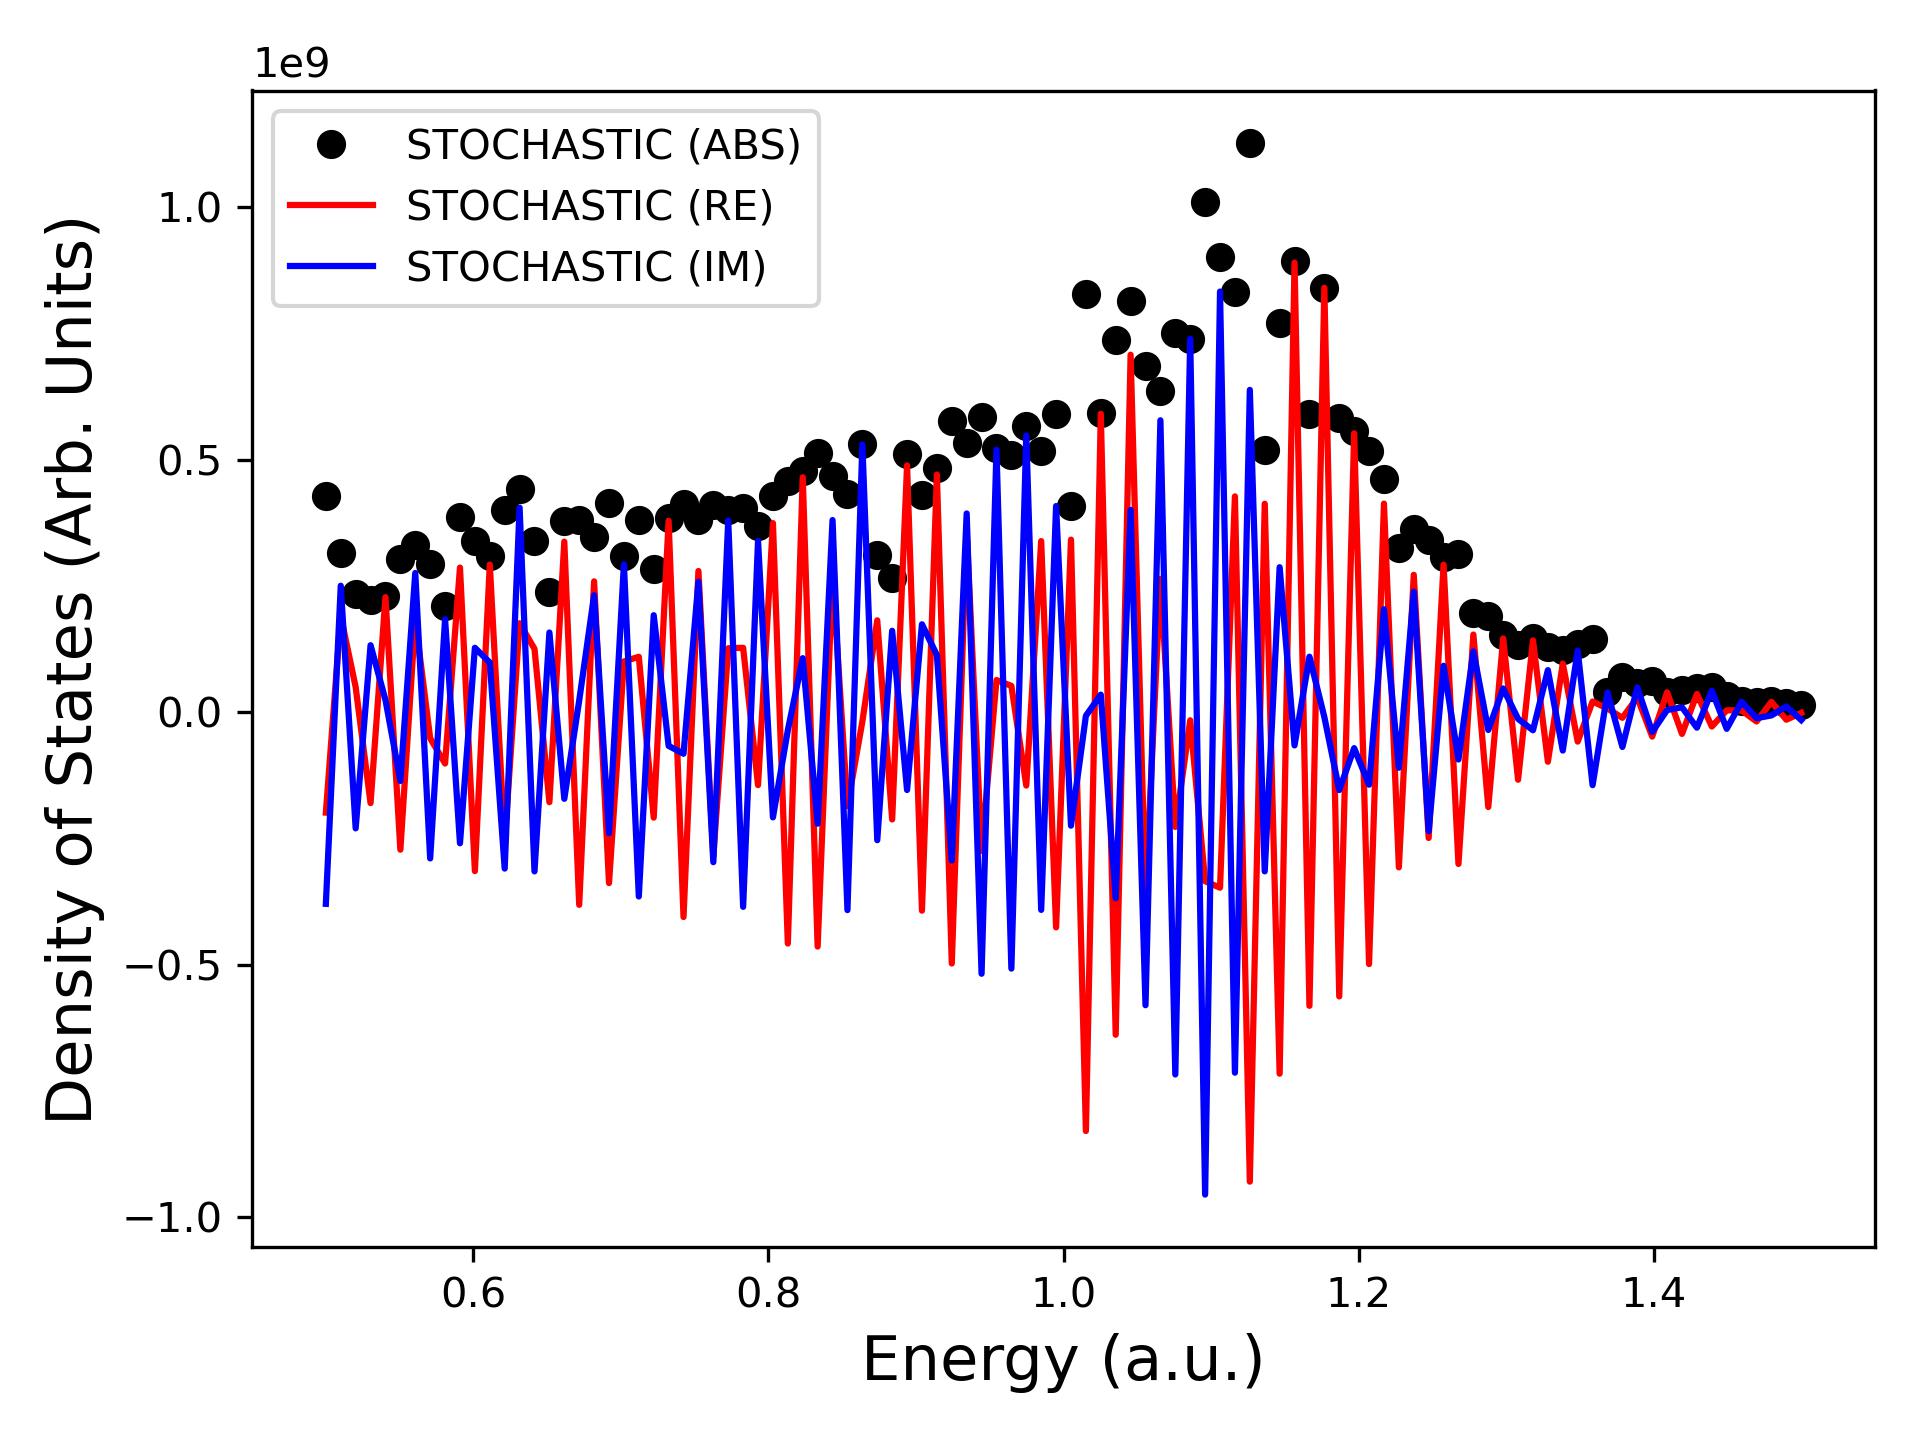 1e9
STOCHASTIC (ABS)
STOCHASTIC (RE)
STOCHASTIC (IM)
Density of States (Arb. Units)
1.0
0.5
0.0
−0.5
−1.0
0.6 0.8 1.0 1.2 1.4
Energy (a.u.)